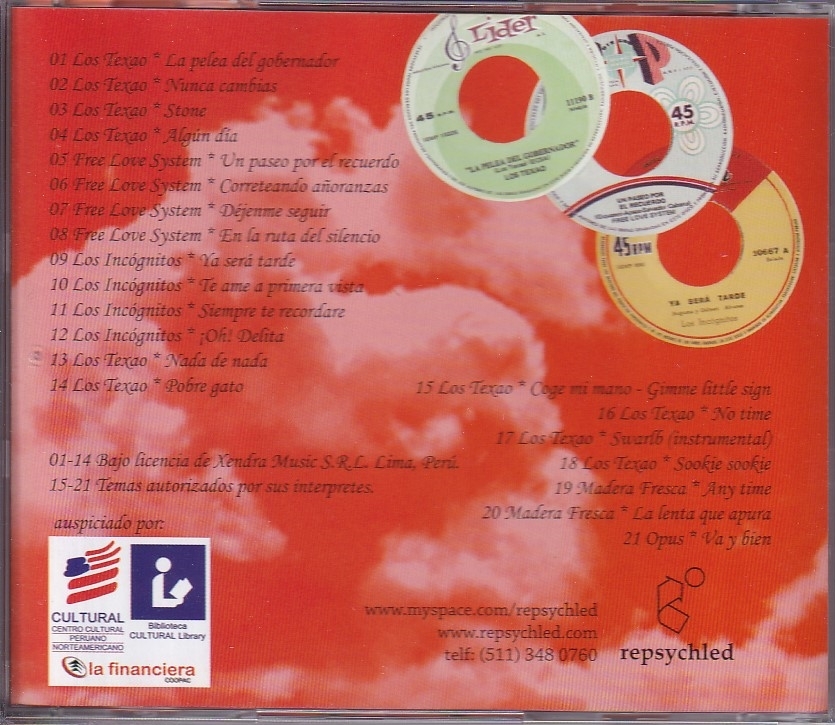 01 Los Texao * La pelea del gobernador
02 Los Texao * Nunca cambias
03 Los Texao * Stone
04 Los Texao * Algún día
05 Free Love System * Un paseo por el recuerdo
06 Free Love System * Correteando añoranzas
07 Free Love System * Déjenme seguir
08 Free Love System * En la ruta del silencio
09 Los Incógnitos * Ya será tarde
10 Los Incógnitos * Te ame a primera vista
11 Los Incógnitos * Siempre te recordare
12 Los Incógnitos * ¡Oh! Delita
13 Los Texao * Nada de nada
14 Los Texao * Pobre gato
Lider
45 R.P.M.
11190 B
"LA PELEA DEL GOBERNADOR"
LOS TEXAO
SP
45
R.P.M.
UN PASEO POR
EL RECUERDO
FREE LOVE SYSTEM
45 RPM
20667 A
YA SERÁ TARDE
Los Incógnitos
15 Los Texao * Coge mi mano - Gimme little sign
16 Los Texao * No time
17 Los Texao * Swarlb (instrumental)
18 Los Texao * Sookie sookie
19 Madera Fresca * Any time
20 Madera Fresca * La lenta que apura
21 Opus * Va y bien
01-14 Bajo licencia de Xendra Music S.R.L. Lima, Perú.
15-21 Temas autorizados por sus interpretes.
auspiciado por:
CULTURAL
CENTRO CULTURAL
PERUANO
NORTEAMERICANO
Biblioteca
CULTURAL Library
la financiera
COOPAC
www.myspace.com/repsychled
www.repsychled.com
telf: (511) 348 0760
repsychled